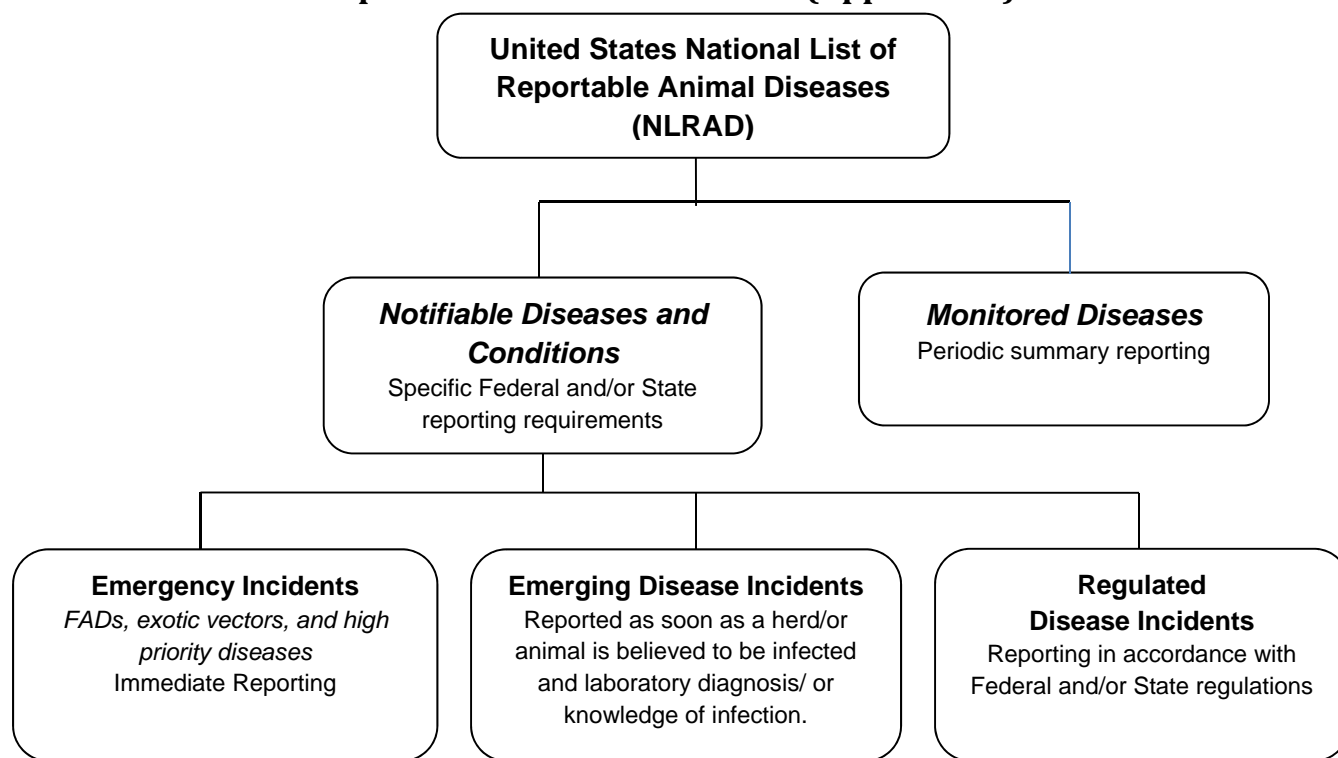 United States National List of
Reportable Animal Diseases
(NLRAD)
Notifiable Diseases and
Conditions
Specific Federal and/or State
reporting requirements
Monitored Diseases
Periodic summary reporting
Emergency Incidents
FADs, exotic vectors, and high
priority diseases
Immediate Reporting
Emerging Disease Incidents
Reported as soon as a herd/or
animal is believed to be infected
and laboratory diagnosis/ or
knowledge of infection.
Regulated
Disease Incidents
Reporting in accordance with
Federal and/or State regulations